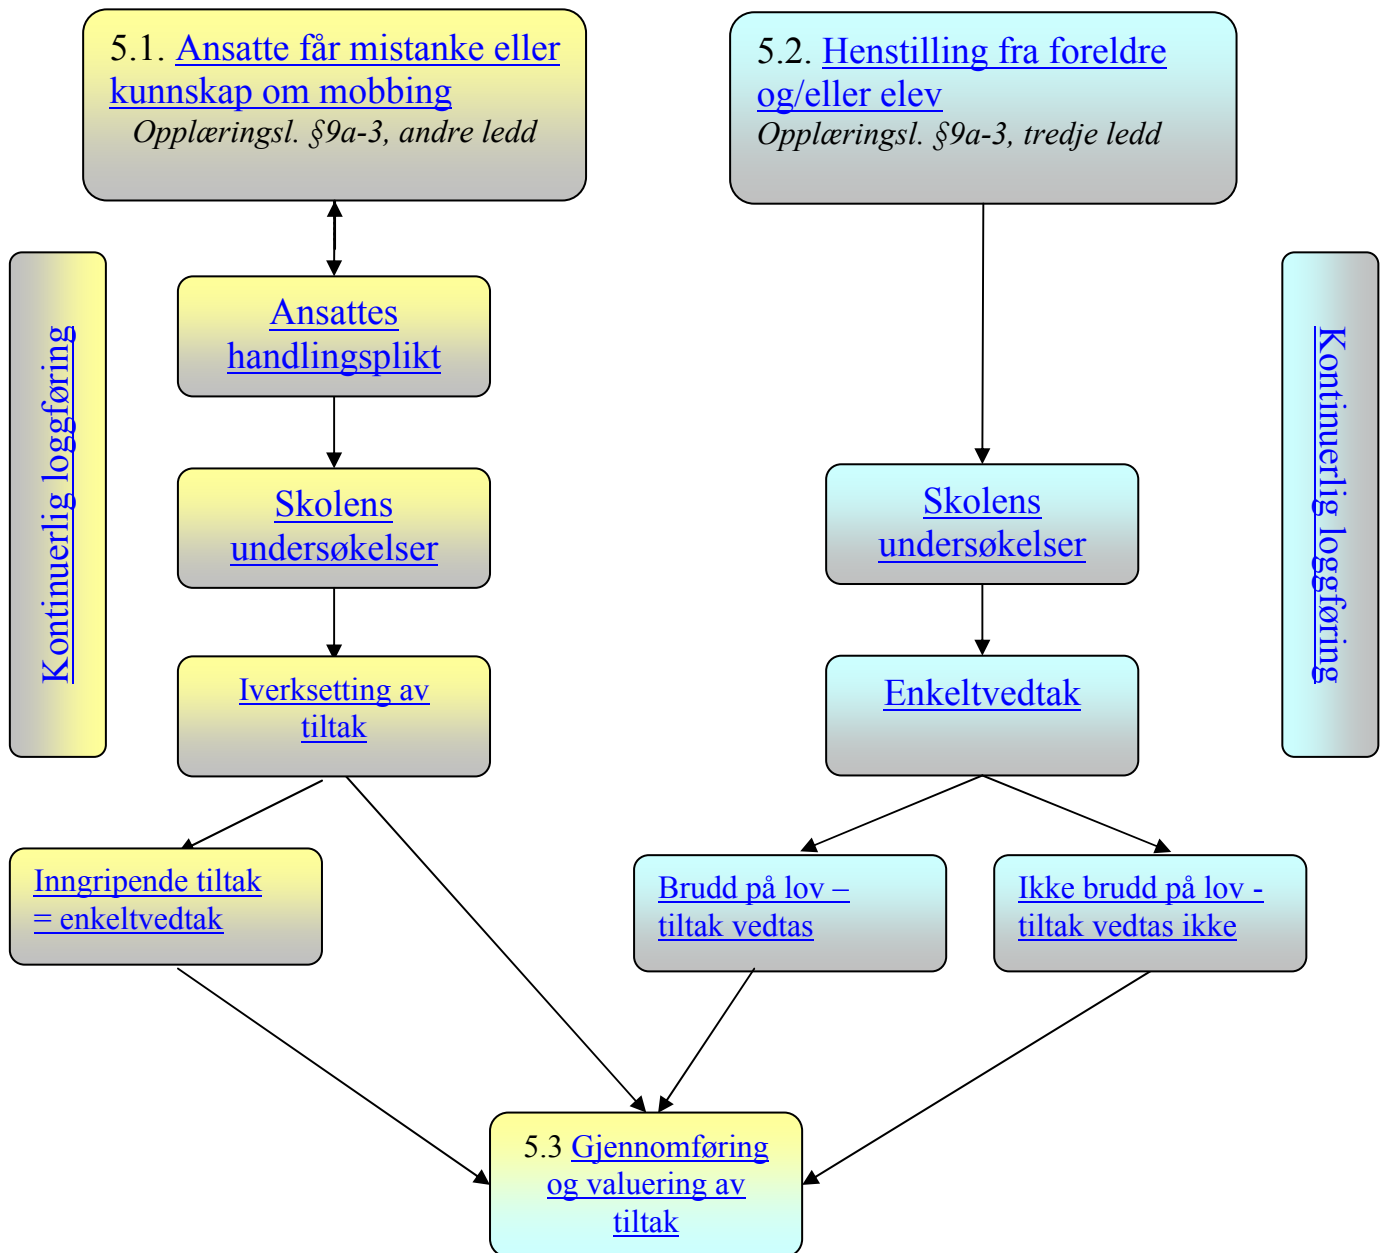 5.1. Ansatte får mistanke eller
kunnskap om mobbing
Opplæringsl. §9a-3, andre ledd
5.2. Henstilling fra foreldre
og/eller elev
Opplæringsl. §9a-3, tredje ledd
Kontinuerlig loggføring
Ansattes
handlingsplikt
Skolens
undersøkelser
Iverksetting av
tiltak
Inngripende tiltak
= enkeltvedtak
Skolens
undersøkelser
Enkeltvedtak
Brudd på lov –
tiltak vedtas
Ikke brudd på lov -
tiltak vedtas ikke
Kontinuerlig loggføring
5.3 Gjennomføring
og valuering av
tiltak